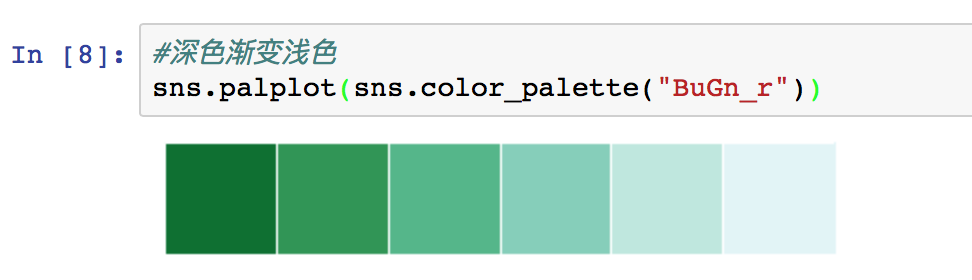 In [8]: #深色渐变浅色
sns.palplot(sns.color_palette("BuGn_r"))